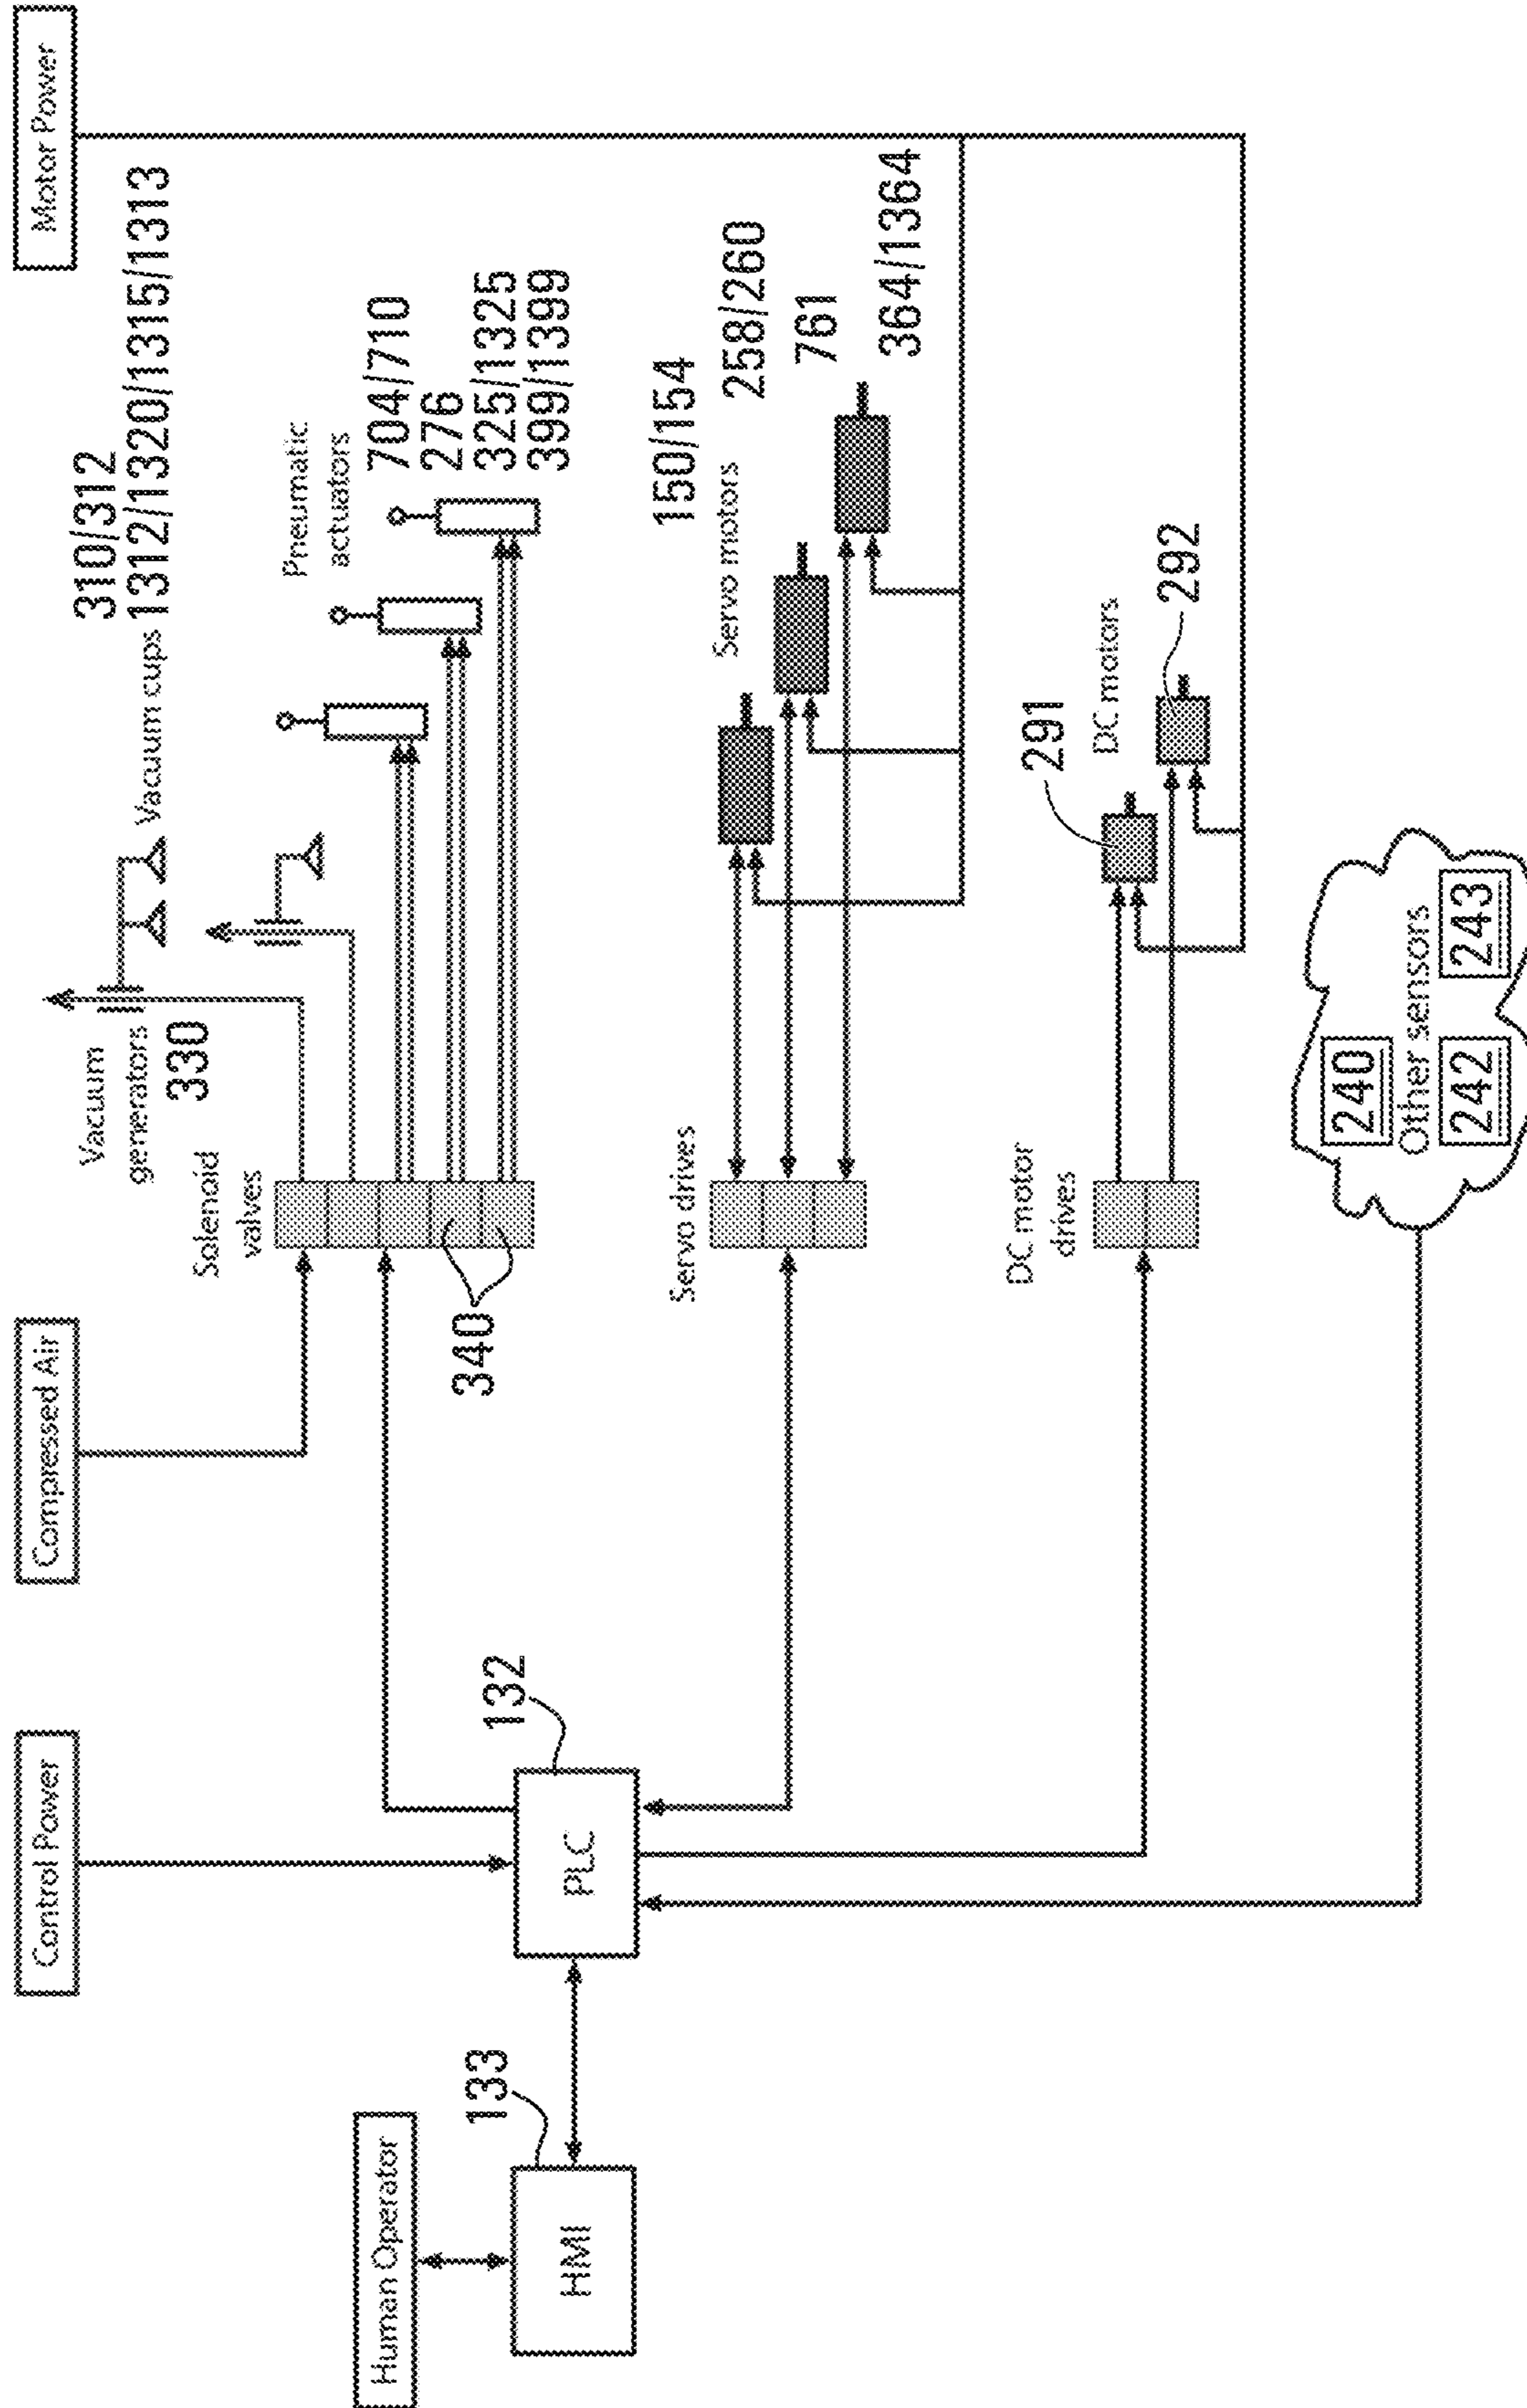 Control Power
Compressed Air
Motor Power
Human Operator
133
HMI
132
PLC
Vacuum
generators
330
310/312
1312/1320/1315/1313
Vacuum cups
Solenoid
valves
340
Pneumatic
actuators
704/710
276
325/1325
399/1399
Servo drives
150/154
Servo motors
258/260
761
364/1364
DC motor
drives
291
DC motors
292
240
Other sensors
242
243